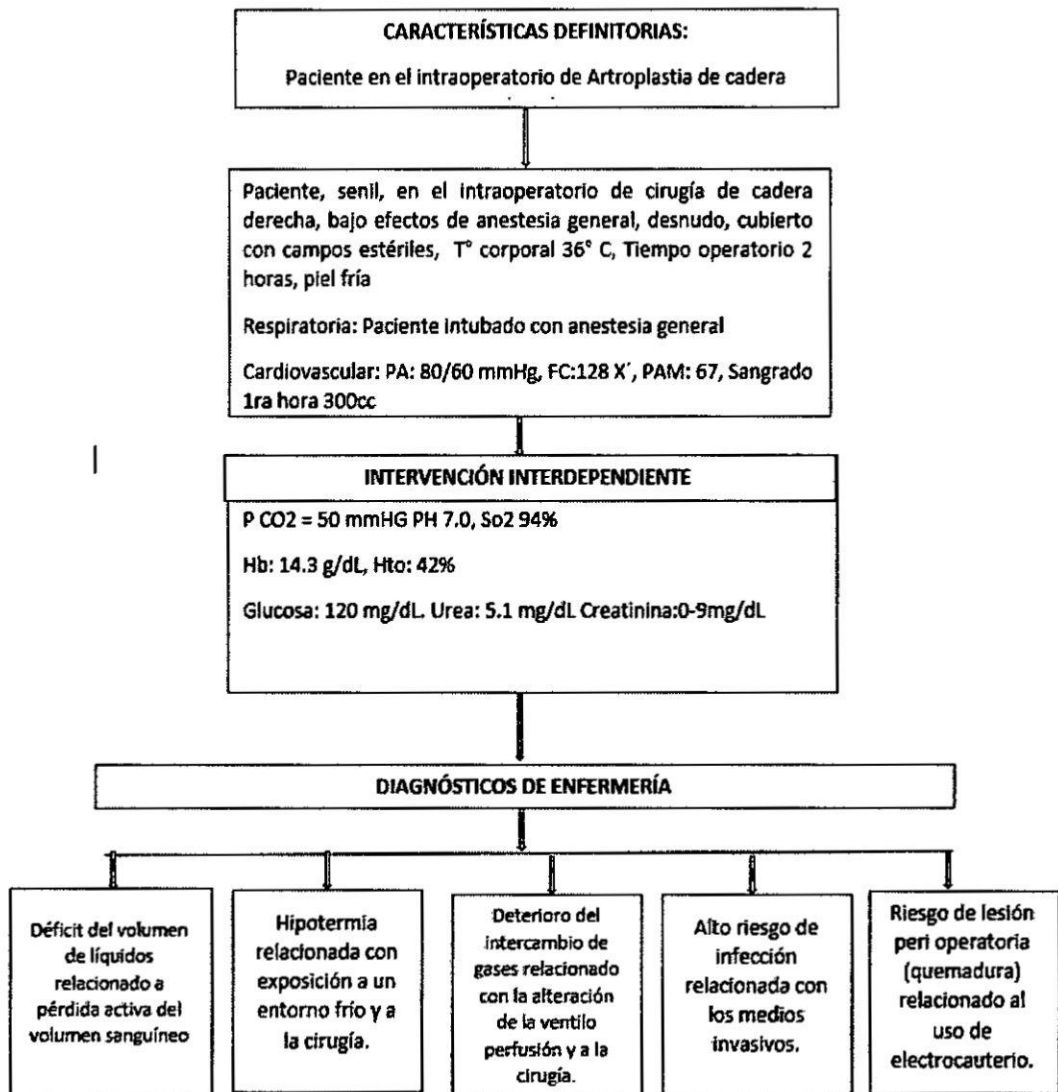 CARACTERÍSTICAS DEFINITORIAS:
Paciente en el intraoperatorio de Artroplastia de cadera
Paciente, senil, en el intraoperatorio de cirugía de cadera
derecha, bajo efectos de anestesia general, desnudo, cubierto
con campos estériles, T° corporal 36° C, Tiempo operatorio 2
horas, piel fría
Respiratoria: Paciente intubado con anestesia general
Cardiovascular: PA: 80/60 mmHg, FC:128 X´, PAM: 67, Sangrado
1ra hora 300cc
INTERVENCIÓN INTERDEPENDIENTE
P CO2 = 50 mmHG PH 7.0, So2 94%
Hb: 14.3 g/dL, Hto: 42%
Glucosa: 120 mg/dL. Urea: 5.1 mg/dL Creatinina:0-9mg/dL
DIAGNÓSTICOS DE ENFERMERÍA
Déficit del volumen
de líquidos
relacionado a
pérdida activa del
volumen sanguíneo
Hipotermia
relacionada con
exposición a un
entorno frío y a
la cirugía.
Deterioro del
intercambio de
gases relacionado
con la alteración
de la ventilo
perfusión y a la
cirugía.
Alto riesgo de
infección
relacionada con
los medios
invasivos.
Riesgo de lesión
peri operatoria
(quemadura)
relacionado al
uso de
electrocauterio.